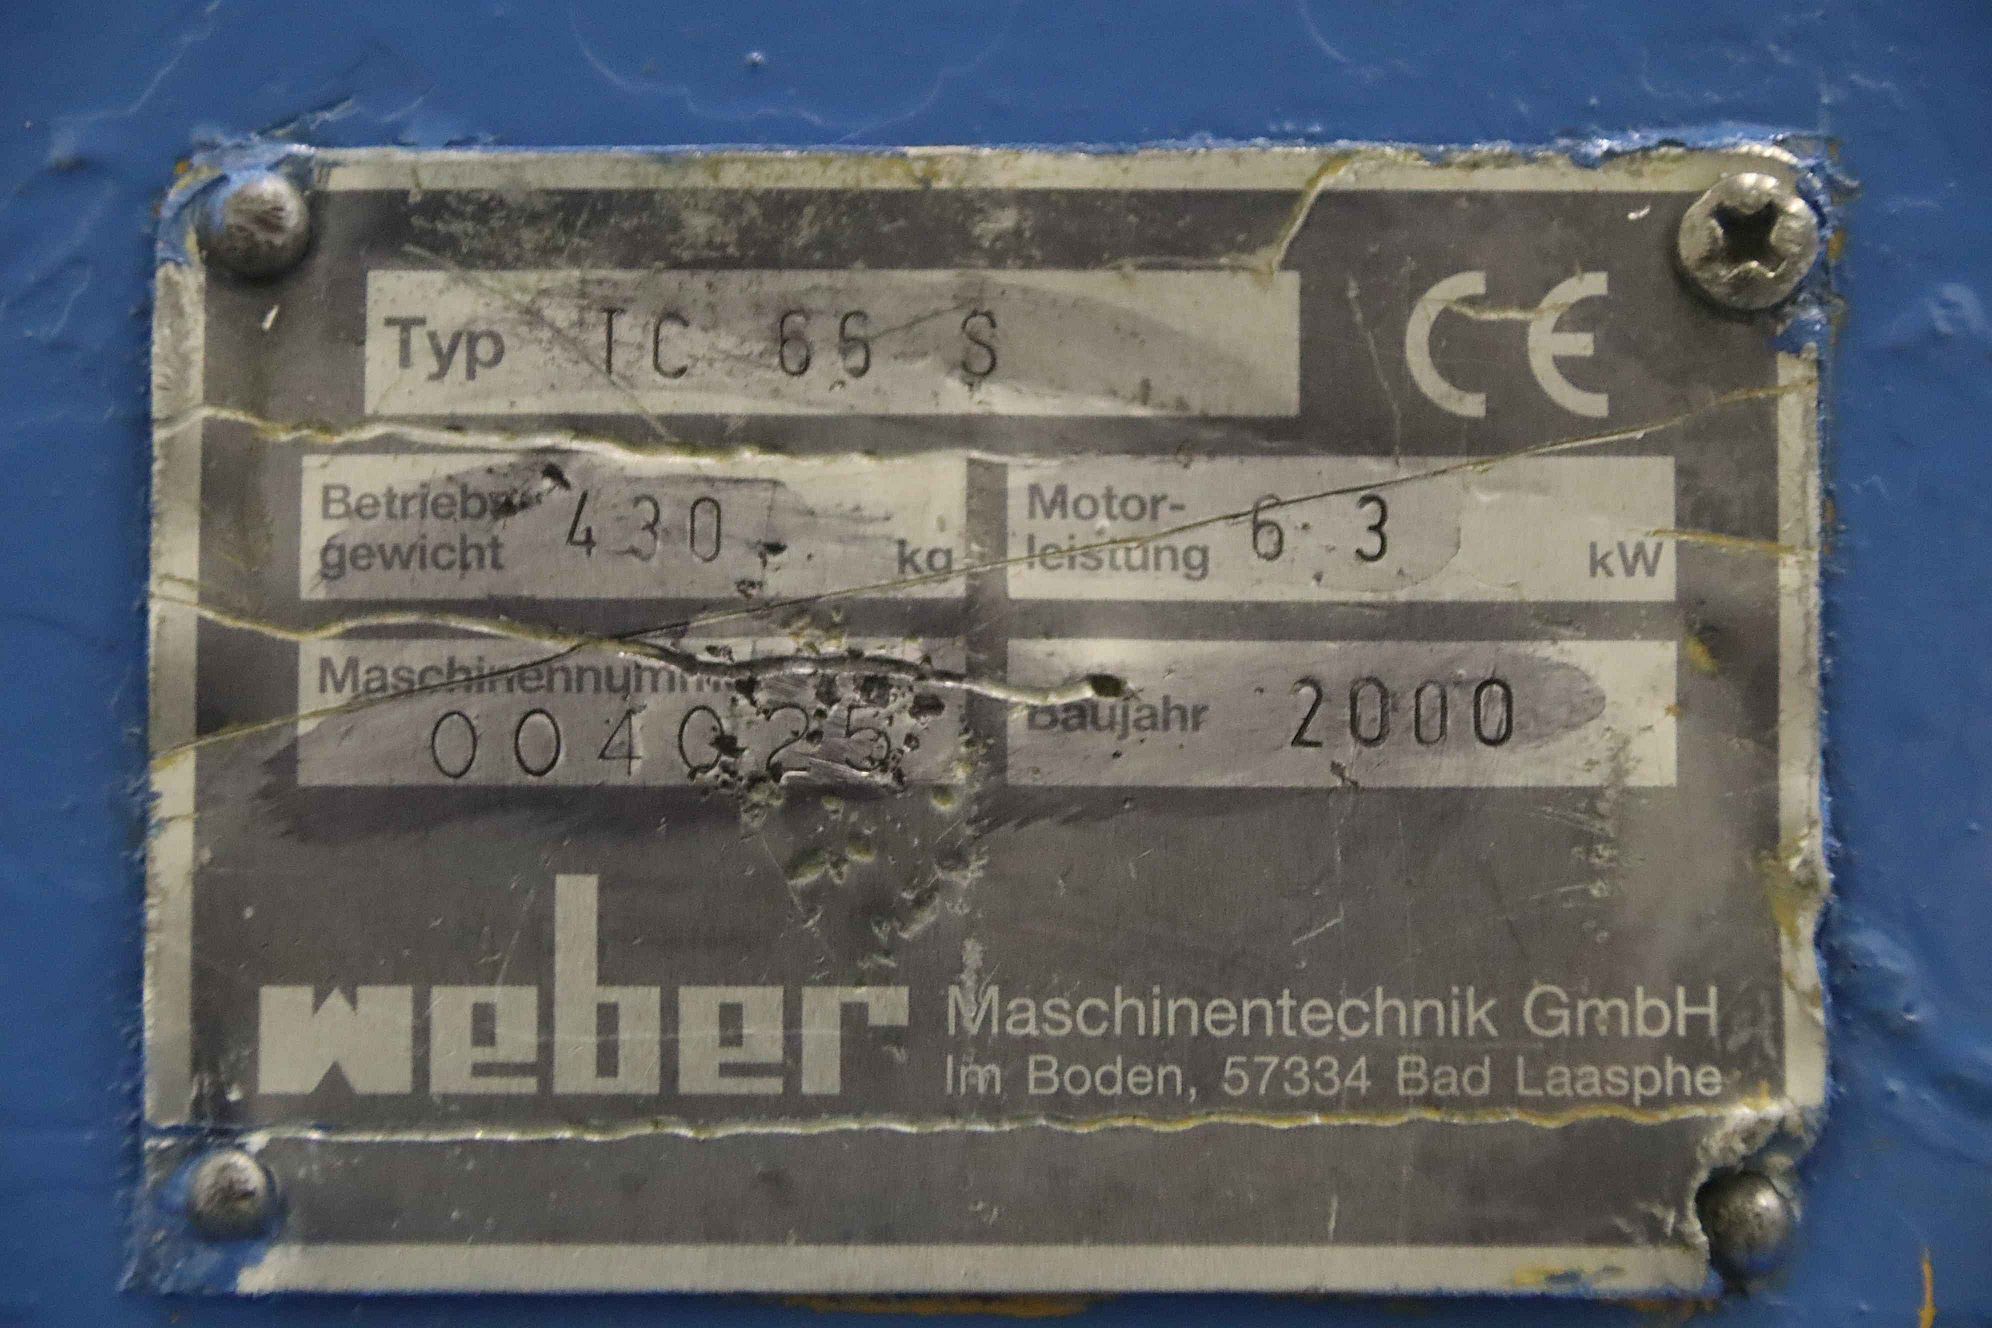 Typ TC 66 S CE
Betriebs-
gewicht 430 kg
Motor-
leistung 6.3 kW
Maschinennummer
004025
Baujahr 2000
weber Maschinentechnik GmbH
Im Boden, 57334 Bad Laasphe